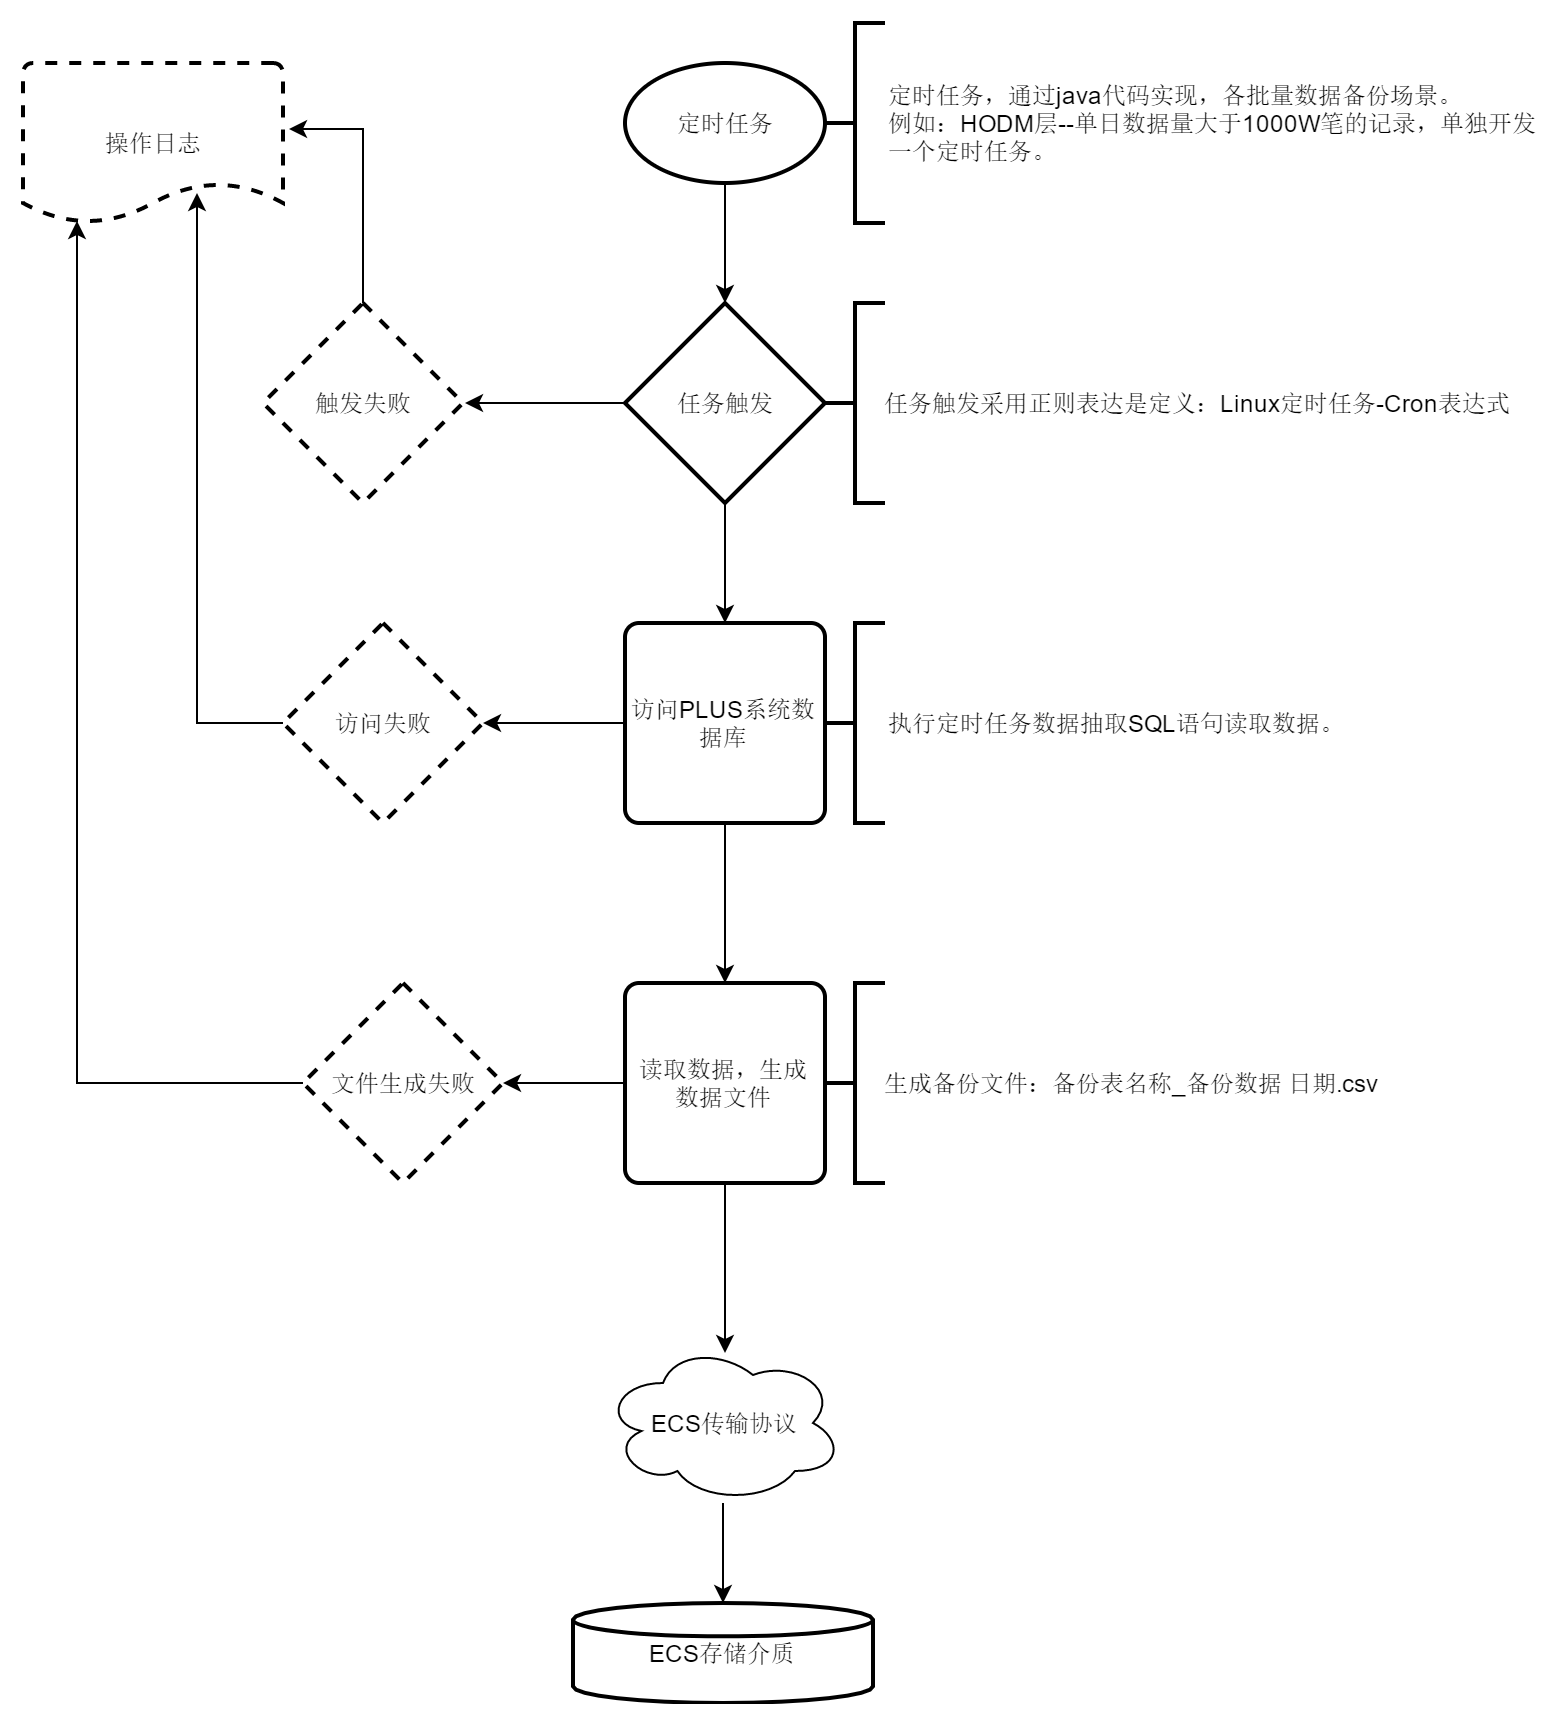 定时任务
定时任务，通过java代码实现，各批量数据备份场景。
例如：HODM层--单日数据量大于1000W笔的记录，单独开发
一个定时任务。
操作日志
触发失败
任务触发
任务触发采用正则表达是定义：Linux定时任务-Cron表达式
访问失败
访问PLUS系统数
据库
执行定时任务数据抽取SQL语句读取数据。
文件生成失败
读取数据，生成
数据文件
生成备份文件：备份表名称_备份数据 日期.csv
ECS传输协议
ECS存储介质